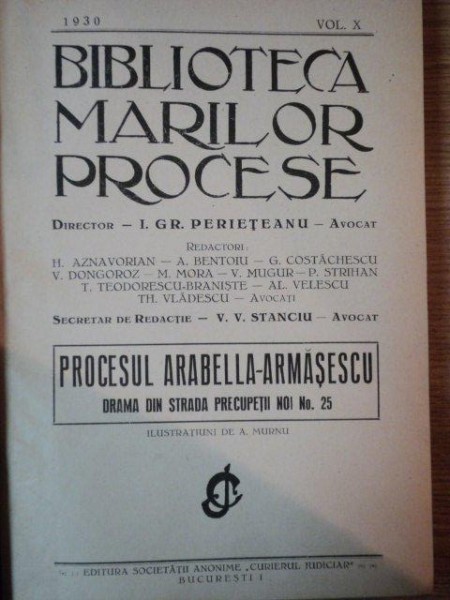 1930 VOL. X
BIBLIOTECA
MARILOR
PROCESE
DIRECTOR — I. GR. PERIEȚEANU — AVOCAT
REDACTORI:
H. AZNAVORIAN — A. BENTOIU — G. COSTĂCHESCU
V. DONGOROZ — M. MORA — V. MUGUR — P. STRIHAN
T. TEODORESCU-BRANISTE — AL. VELESCU
TH. VLĂDESCU — AVOCAȚI
SECRETAR DE REDACȚIE — V. V. STANCIU — AVOCAT
PROCESUL ARABELLA-ARMĂȘESCU
DRAMA DIN STRADA PRECUPEȚII NOI No. 25
ILUSTRAȚIUNI DE A. MURNU
CJ
EDITURA SOCIETĂȚII ANONIME „CURIERUL JUDICIAR"
BUCUREȘTI I